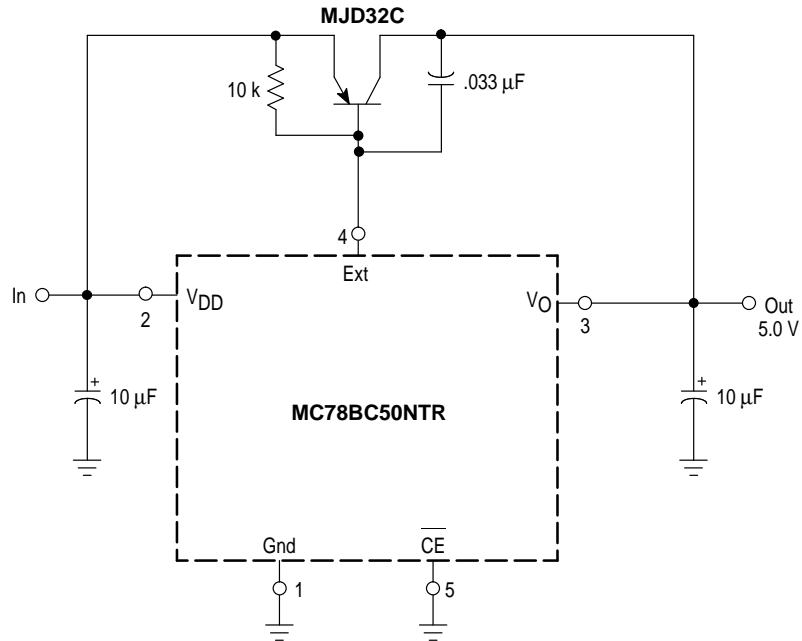 MJD32C
10 k
.033 µF
4
Ext
In
2
VDD
VO
3
Out
5.0 V
+
10 µF
MC78BC50NTR
+
10 µF
Gnd
CE
1
5